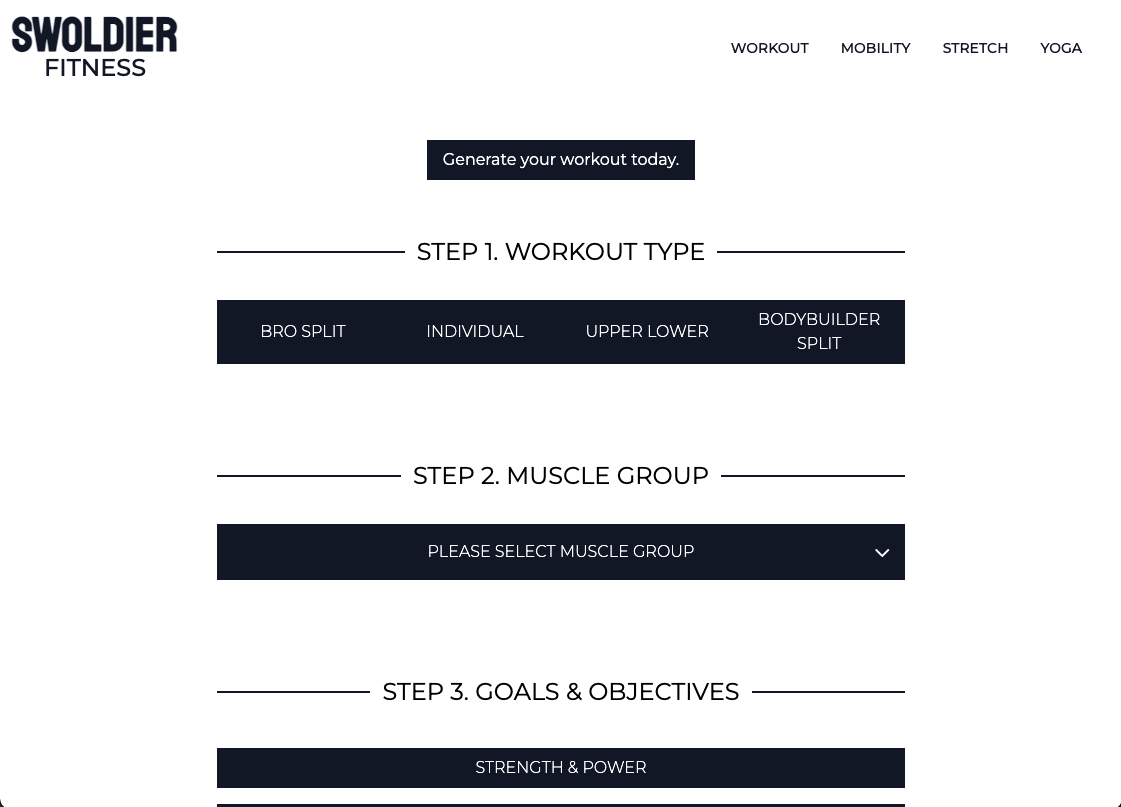 SWOLDIER
FITNESS
WORKOUT MOBILITY STRETCH YOGA
Generate your workout today.
STEP 1. WORKOUT TYPE
BRO SPLIT INDIVIDUAL UPPER LOWER BODYBUILDER
SPLIT
STEP 2. MUSCLE GROUP
PLEASE SELECT MUSCLE GROUP
STEP 3. GOALS & OBJECTIVES
STRENGTH & POWER